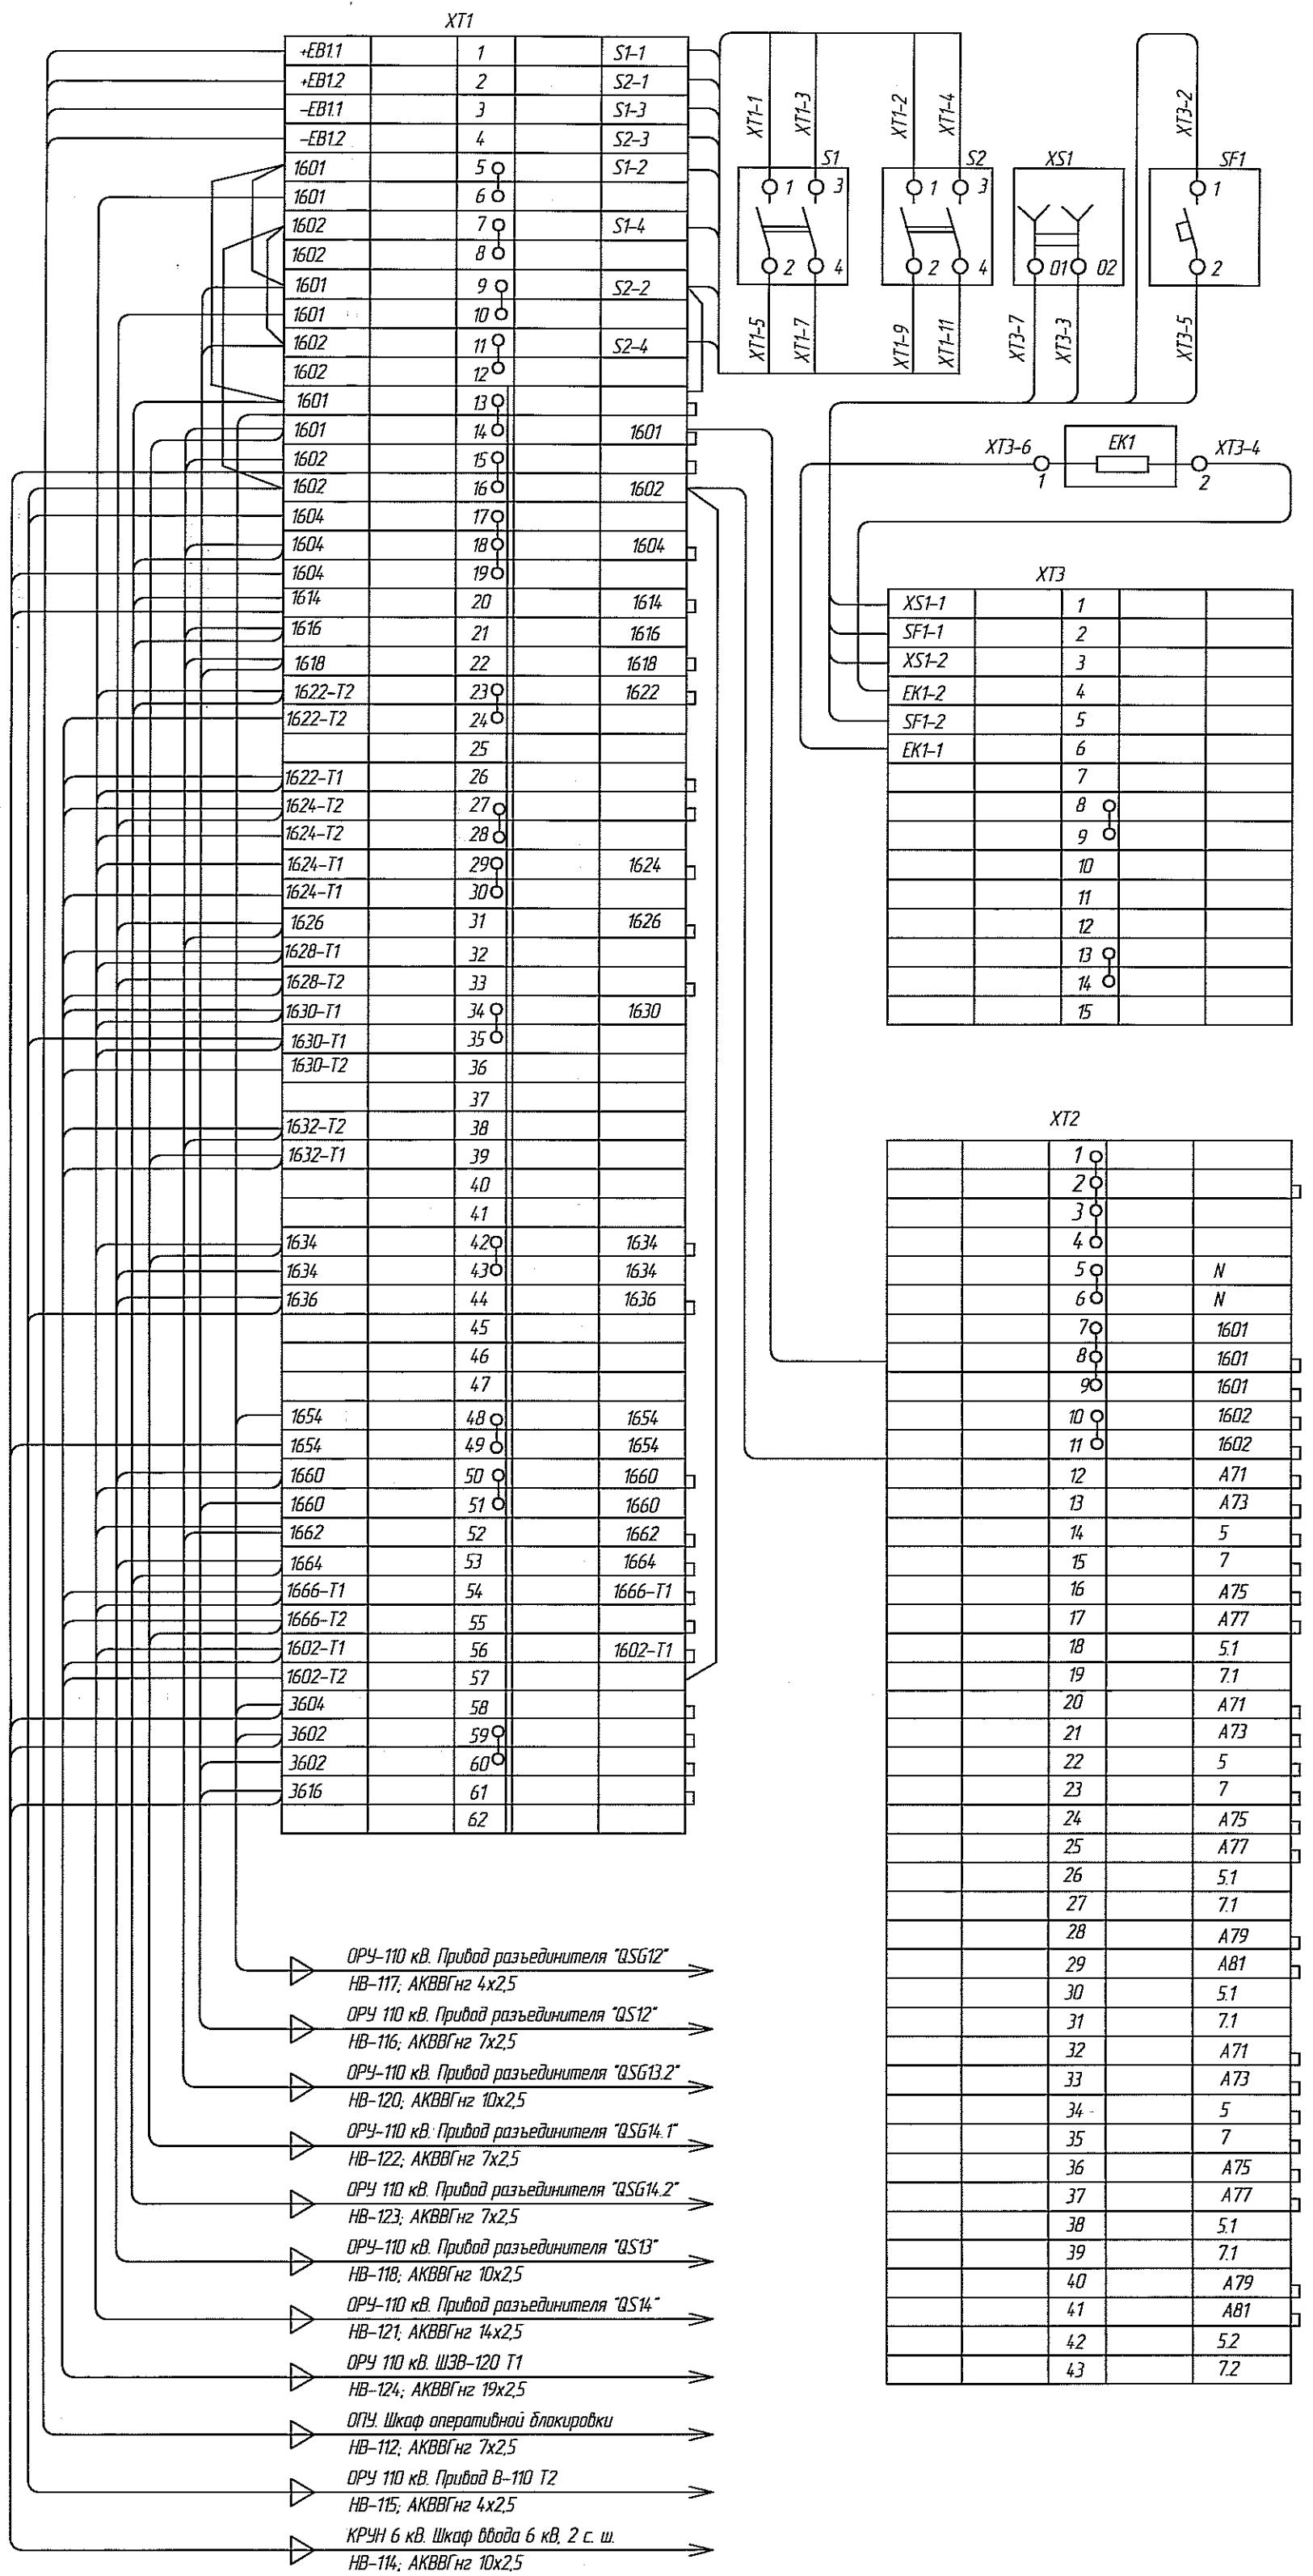 XT1
+EB1.1 1 S1-1
+EB1.2 2 S2-1
-EB1.1 3 S1-3
-EB1.2 4 S2-3
1601 5 S1-2
1601 6
1602 7 S1-4
1602 8
1601 9 S2-2
1601 10
1602 11 S2-4
1602 12
1601 13
1601 14 1601
1602 15
1602 16 1602
1604 17
1604 18 1604
1604 19
1614 20 1614
1616 21 1616
1618 22 1618
1622-T2 23 1622
1622-T2 24
25
1622-T1 26
1624-T2 27
1624-T2 28
1624-T1 29 1624
1624-T1 30
1626 31 1626
1628-T1 32
1628-T2 33
1630-T1 34 1630
1630-T1 35
1630-T2 36
37
1632-T2 38
1632-T1 39
40
41
1634 42 1634
1634 43 1634
1636 44 1636
45
46
47
1654 48 1654
1654 49 1654
1660 50 1660
1660 51 1660
1662 52 1662
1664 53 1664
1666-T1 54 1666-T1
1666-T2 55
1602-T1 56 1602-T1
1602-T2 57
3604 58
3602 59
3602 60
3616 61
62
XT1-1 XT1-3 XT1-2 XT1-4 XT3-2
S1 S2 XS1 SF1
1 3 1 3 1
2 4 2 4 01 02 2
XT1-5 XT1-7 XT1-9 XT1-11 XT3-7 XT3-3 XT3-5
XT3-6 EK1 XT3-4
1 2
XT3
XS1-1 1
SF1-1 2
XS1-2 3
EK1-2 4
SF1-2 5
EK1-1 6
7
8
9
10
11
12
13
14
15
XT2
1
2
3
4
5 N
6 N
7 1601
8 1601
9 1601
10 1602
11 1602
12 A71
13 A73
14 5
15 7
16 A75
17 A77
18 5.1
19 7.1
20 A71
21 A73
22 5
23 7
24 A75
25 A77
26 5.1
27 7.1
28 A79
29 A81
30 5.1
31 7.1
32 A71
33 A73
34 5
35 7
36 A75
37 A77
38 5.1
39 7.1
40 A79
41 A81
42 5.2
43 7.2
ОРУ-110 кВ. Привод разъединителя "QSG12"
НВ-117; АКВВГнг 4х2,5
ОРУ 110 кВ. Привод разъединителя "QS12"
НВ-116; АКВВГнг 7х2,5
ОРУ-110 кВ. Привод разъединителя "QSG13.2"
НВ-120; АКВВГнг 10х2,5
ОРУ-110 кВ. Привод разъединителя "QSG14.1"
НВ-122; АКВВГнг 7х2,5
ОРУ 110 кВ. Привод разъединителя "QSG14.2"
НВ-123; АКВВГнг 7х2,5
ОРУ-110 кВ. Привод разъединителя "QS13"
НВ-118; АКВВГнг 10х2,5
ОРУ-110 кВ. Привод разъединителя "QS14"
НВ-121; АКВВГнг 14х2,5
ОРУ 110 кВ. ШЗВ-120 Т1
НВ-124; АКВВГнг 19х2,5
ОПУ. Шкаф оперативной блокировки
НВ-112; АКВВГнг 7х2,5
ОРУ 110 кВ. Привод В-110 Т2
НВ-115; АКВВГнг 4х2,5
КРУН 6 кВ. Шкаф ввода 6 кВ, 2 с. ш.
НВ-114; АКВВГнг 10х2,5